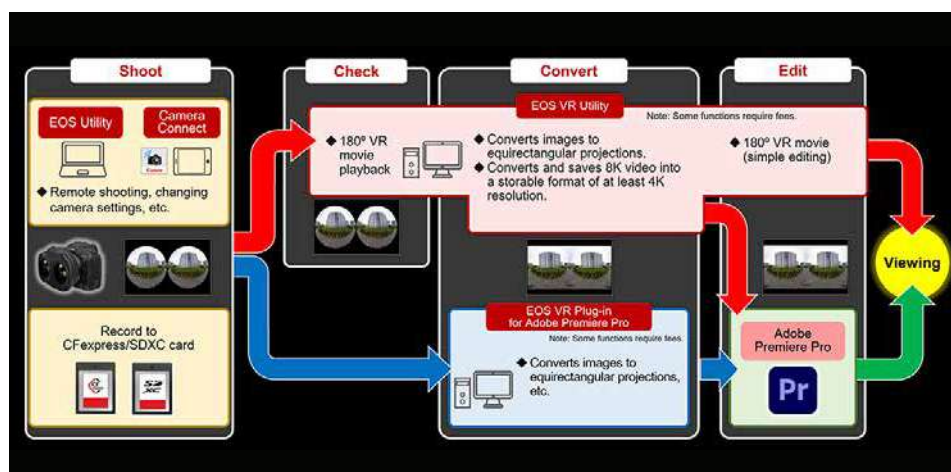 Shoot
Check
Convert
Edit
EOS Utility
Camera
Connect
◆ Remote shooting, changing
camera settings, etc.
Record to
CFexpress/SDXC card
EOS VR Utility
Note: Some functions require fees.
◆ 180º VR
movie
playback
◆ Converts images to
equirectangular projections.
◆ Converts and saves 8K video into
a storable format of at least 4K
resolution.
◆ 180º VR movie
(simple editing)
EOS VR Plug-in
for Adobe Premiere Pro
Note: Some functions require fees.
◆ Converts images to
equirectangular projections,
etc.
Adobe
Premiere Pro
Pr
Viewing